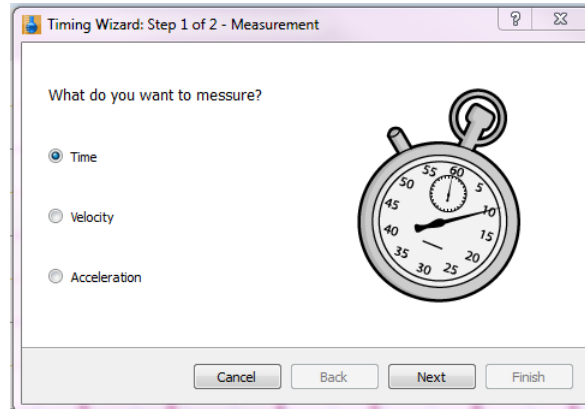 Timing Wizard: Step 1 of 2 - Measurement
What do you want to messure?
Time
Velocity
Acceleration
60
5
10
15
20
25
30
35
40
45
50
55
Cancel Back Next Finish